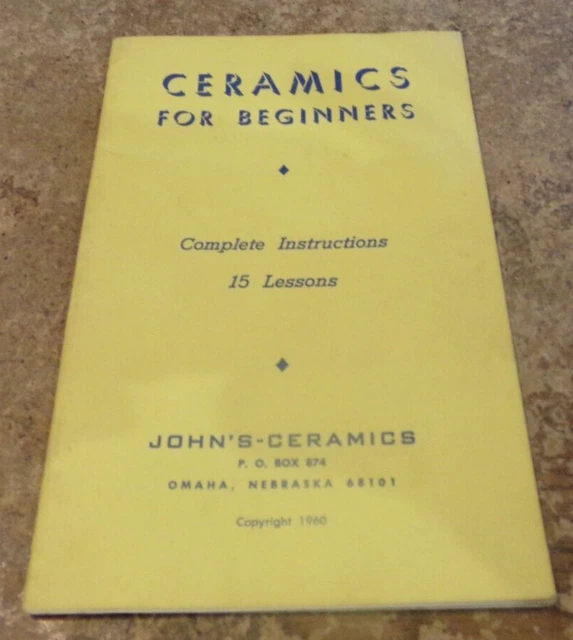 CERAMICS
FOR BEGINNERS
Complete Instructions
15 Lessons
JOHN'S-CERAMICS
P. O. BOX 874
OMAHA, NEBRASKA 68101
Copyright 1960